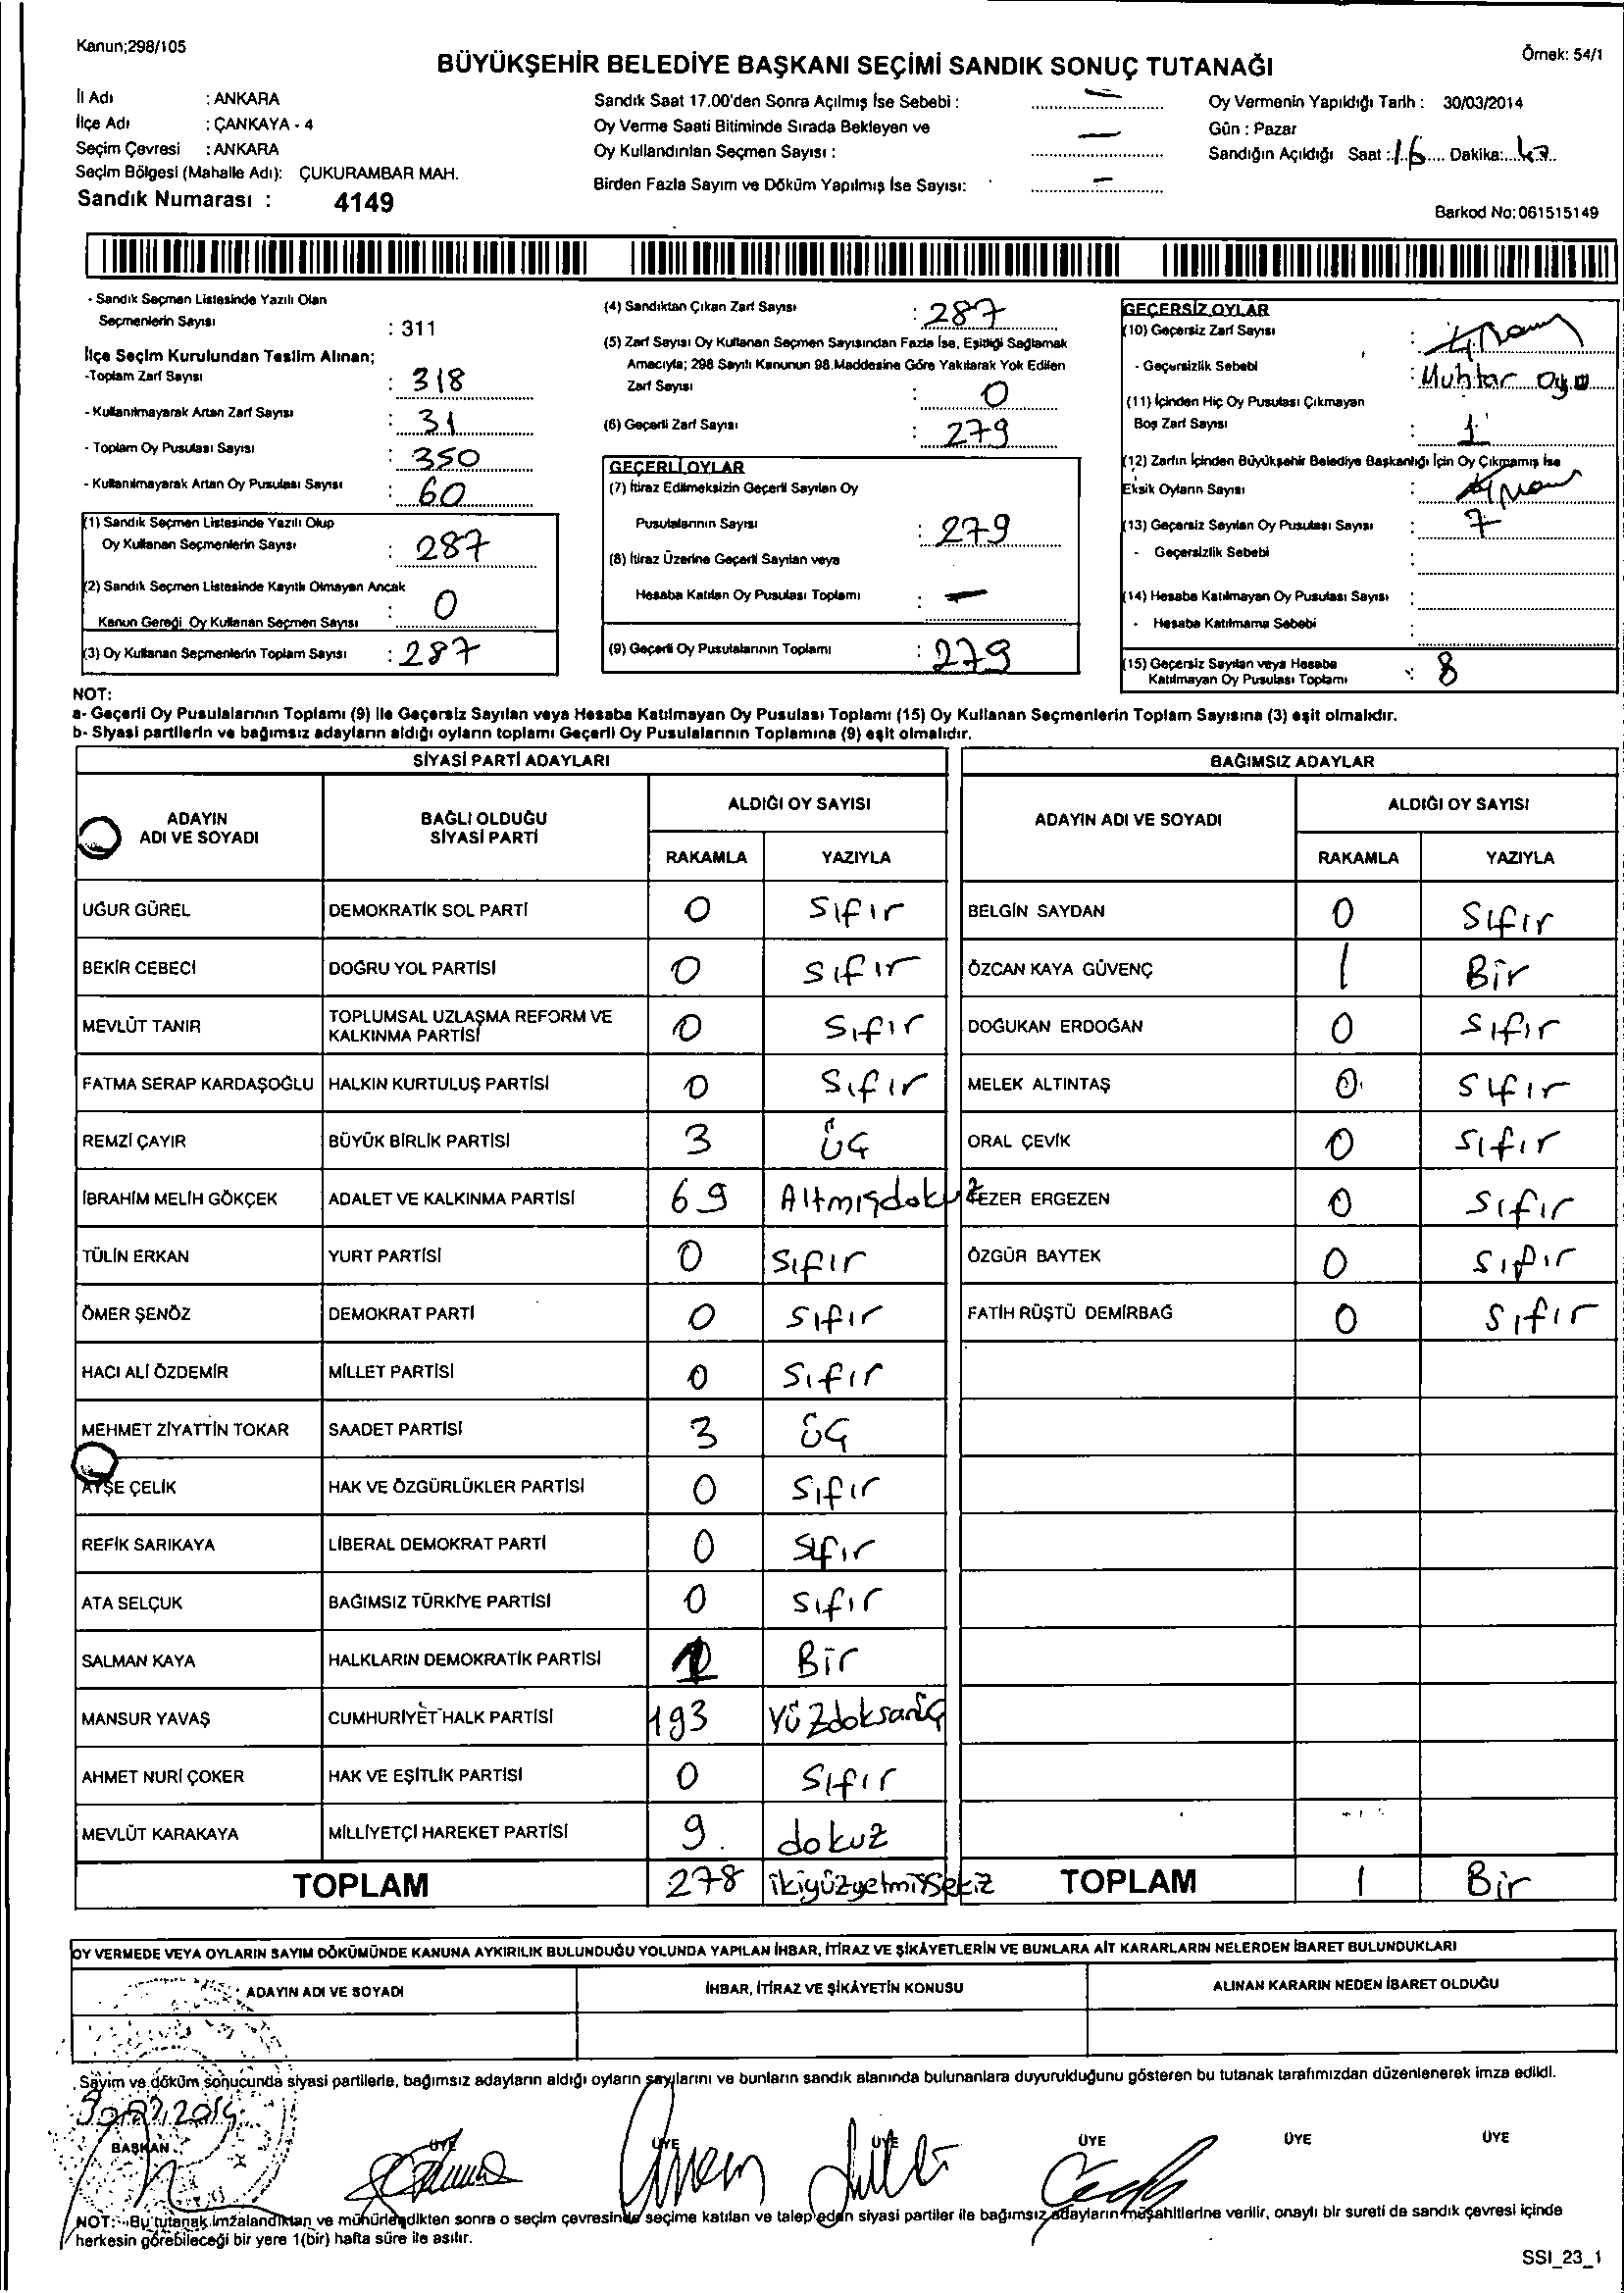 Kanun;298/105
Örnek: 54/1
BÜYÜKŞEHİR BELEDİYE BAŞKANI SEÇİMİ SANDIK SONUÇ TUTANAĞI
İl Adı : ANKARA
İlçe Adı : ÇANKAYA - 4
Seçim Çevresi : ANKARA
Seçim Bölgesi (Mahalle Adı): ÇUKURAMBAR MAH.
Sandık Numarası : 4149
Sandık Saat 17.00'den Sonra Açılmış İse Sebebi : –
Oy Verme Saati Bitiminde Sırada Bekleyen ve
Oy Kullandırılan Seçmen Sayısı : –
Birden Fazla Sayım ve Döküm Yapılmış İse Sayısı: –
Oy Vermenin Yapıldığı Tarih : 30/03/2014
Gün : Pazar
Sandığın Açıldığı Saat : 16 Dakika: 47
Barkod No:061515149
- Sandık Seçmen Listesinde Yazılı Olan
Seçmenlerin Sayısı : 311
İlçe Seçim Kurulundan Teslim Alınan;
-Toplam Zarf Sayısı : 318
- Kullanılmayarak Artan Zarf Sayısı : 31
- Toplam Oy Pusulası Sayısı : 350
- Kullanılmayarak Artan Oy Pusulası Sayısı : 60
(1) Sandık Seçmen Listesinde Yazılı Olup
Oy Kullanan Seçmenlerin Sayısı : 287
(2) Sandık Seçmen Listesinde Kayıtlı Olmayan Ancak
Kanun Gereği Oy Kullanan Seçmen Sayısı : 0
(3) Oy Kullanan Seçmenlerin Toplam Sayısı : 287
(4) Sandıktan Çıkan Zarf Sayısı : 287
(5) Zarf Sayısı Oy Kullanan Seçmen Sayısından Fazla İse, Eşitliği Sağlamak
Amacıyla; 298 Sayılı Kanunun 98.Maddesine Göre Yakılarak Yok Edilen
Zarf Sayısı : 0
(6) Geçerli Zarf Sayısı : 279
GEÇERLİ OYLAR
(7) İtiraz Edilmeksizin Geçerli Sayılan Oy
Pusulalarının Sayısı : 279
(8) İtiraz Üzerine Geçerli Sayılan veya
Hesaba Katılan Oy Pusulası Toplamı : –
(9) Geçerli Oy Pusulalarının Toplamı : 279
GEÇERSİZ OYLAR
(10) Geçersiz Zarf Sayısı :
- Geçersizlik Sebebi : Muhtar oyu
(11) İçinden Hiç Oy Pusulası Çıkmayan
Boş Zarf Sayısı : 1
(12) Zarfın İçinden Büyükşehir Belediye Başkanlığı İçin Oy Çıkmamış İse
Eksik Oyların Sayısı :
(13) Geçersiz Sayılan Oy Pusulası Sayısı : 7
- Geçersizlik Sebebi
(14) Hesaba Katılmayan Oy Pusulası Sayısı :
- Hesaba Katılmama Sebebi :
(15) Geçersiz Sayılan veya Hesaba
Katılmayan Oy Pusulası Toplamı : 8
NOT:
a- Geçerli Oy Pusulalarının Toplamı (9) İle Geçersiz Sayılan veya Hesaba Katılmayan Oy Pusulası Toplamı (15) Oy Kullanan Seçmenlerin Toplam Sayısına (3) eşit olmalıdır.
b- Siyasi partilerin ve bağımsız adayların aldığı oyların toplamı Geçerli Oy Pusulalarının Toplamına (9) eşit olmalıdır.
SİYASİ PARTİ ADAYLARI
ADAYIN ADI VE SOYADI | BAĞLI OLDUĞU SİYASİ PARTİ | ALDIĞI OY SAYISI
RAKAMLA | YAZIYLA
UĞUR GÜREL DEMOKRATİK SOL PARTİ 0 Sıfır
BEKİR CEBECİ DOĞRU YOL PARTİSİ 0 Sıfır
MEVLÜT TANIR TOPLUMSAL UZLAŞMA REFORM VE KALKINMA PARTİSİ 0 Sıfır
FATMA SERAP KARDAŞOĞLU HALKIN KURTULUŞ PARTİSİ 0 Sıfır
REMZİ ÇAYIR BÜYÜK BİRLİK PARTİSİ 3 üç
İBRAHİM MELİH GÖKÇEK ADALET VE KALKINMA PARTİSİ 69 Altmışdokuz
TÜLİN ERKAN YURT PARTİSİ 0 Sıfır
ÖMER ŞENÖZ DEMOKRAT PARTİ 0 Sıfır
HACI ALİ ÖZDEMİR MİLLET PARTİSİ 0 Sıfır
MEHMET ZİYATTİN TOKAR SAADET PARTİSİ 3 üç
AYŞE ÇELİK HAK VE ÖZGÜRLÜKLER PARTİSİ 0 Sıfır
REFİK SARIKAYA LİBERAL DEMOKRAT PARTİ 0 Sıfır
ATA SELÇUK BAĞIMSIZ TÜRKİYE PARTİSİ 0 Sıfır
SALMAN KAYA HALKLARIN DEMOKRATİK PARTİSİ 1 Bir
MANSUR YAVAŞ CUMHURİYET HALK PARTİSİ 193 Yüzdoksanüç
AHMET NURİ ÇOKER HAK VE EŞİTLİK PARTİSİ 0 Sıfır
MEVLÜT KARAKAYA MİLLİYETÇİ HAREKET PARTİSİ 9 dokuz
TOPLAM 278 ikiyüzyetmişsekiz
BAĞIMSIZ ADAYLAR
ADAYIN ADI VE SOYADI | ALDIĞI OY SAYISI
RAKAMLA | YAZIYLA
BELGİN SAYDAN 0 Sıfır
ÖZCAN KAYA GÜVENÇ 1 Bir
DOĞUKAN ERDOĞAN 0 Sıfır
MELEK ALTINTAŞ 0 Sıfır
ORAL ÇEVİK 0 Sıfır
EZER ERGEZEN 0 Sıfır
ÖZGÜR BAYTEK 0 Sıfır
FATİH RÜŞTÜ DEMİRBAĞ 0 Sıfır
TOPLAM 1 Bir
OY VERMEDE VEYA OYLARIN SAYIM DÖKÜMÜNDE KANUNA AYKIRILIK BULUNDUĞU YOLUNDA YAPILAN İHBAR, İTİRAZ VE ŞİKÂYETLERİN VE BUNLARA AİT KARARLARIN NELERDEN İBARET BULUNDUKLARI
ADAYIN ADI VE SOYADI | İHBAR, İTİRAZ VE ŞİKÂYETİN KONUSU | ALINAN KARARIN NEDEN İBARET OLDUĞU
Sayım ve döküm sonucunda siyasi partilerle, bağımsız adayların aldığı oyların sayılarını ve bunların sandık alanında bulunanlara duyurulduğunu gösteren bu tutanak tarafımızdan düzenlenerek imza edildi.
30.03.2014
BAŞKAN ÜYE ÜYE ÜYE ÜYE ÜYE ÜYE
NOT: Bu tutanak imzalandıktan ve mühürlendikten sonra o seçim çevresinde seçime katılan ve talep eden siyasi partiler ile bağımsız adayların müşahitlerine verilir, onaylı bir sureti de sandık çevresi içinde
herkesin görebileceği bir yere 1(bir) hafta süre ile asılır.
SSI_23_1